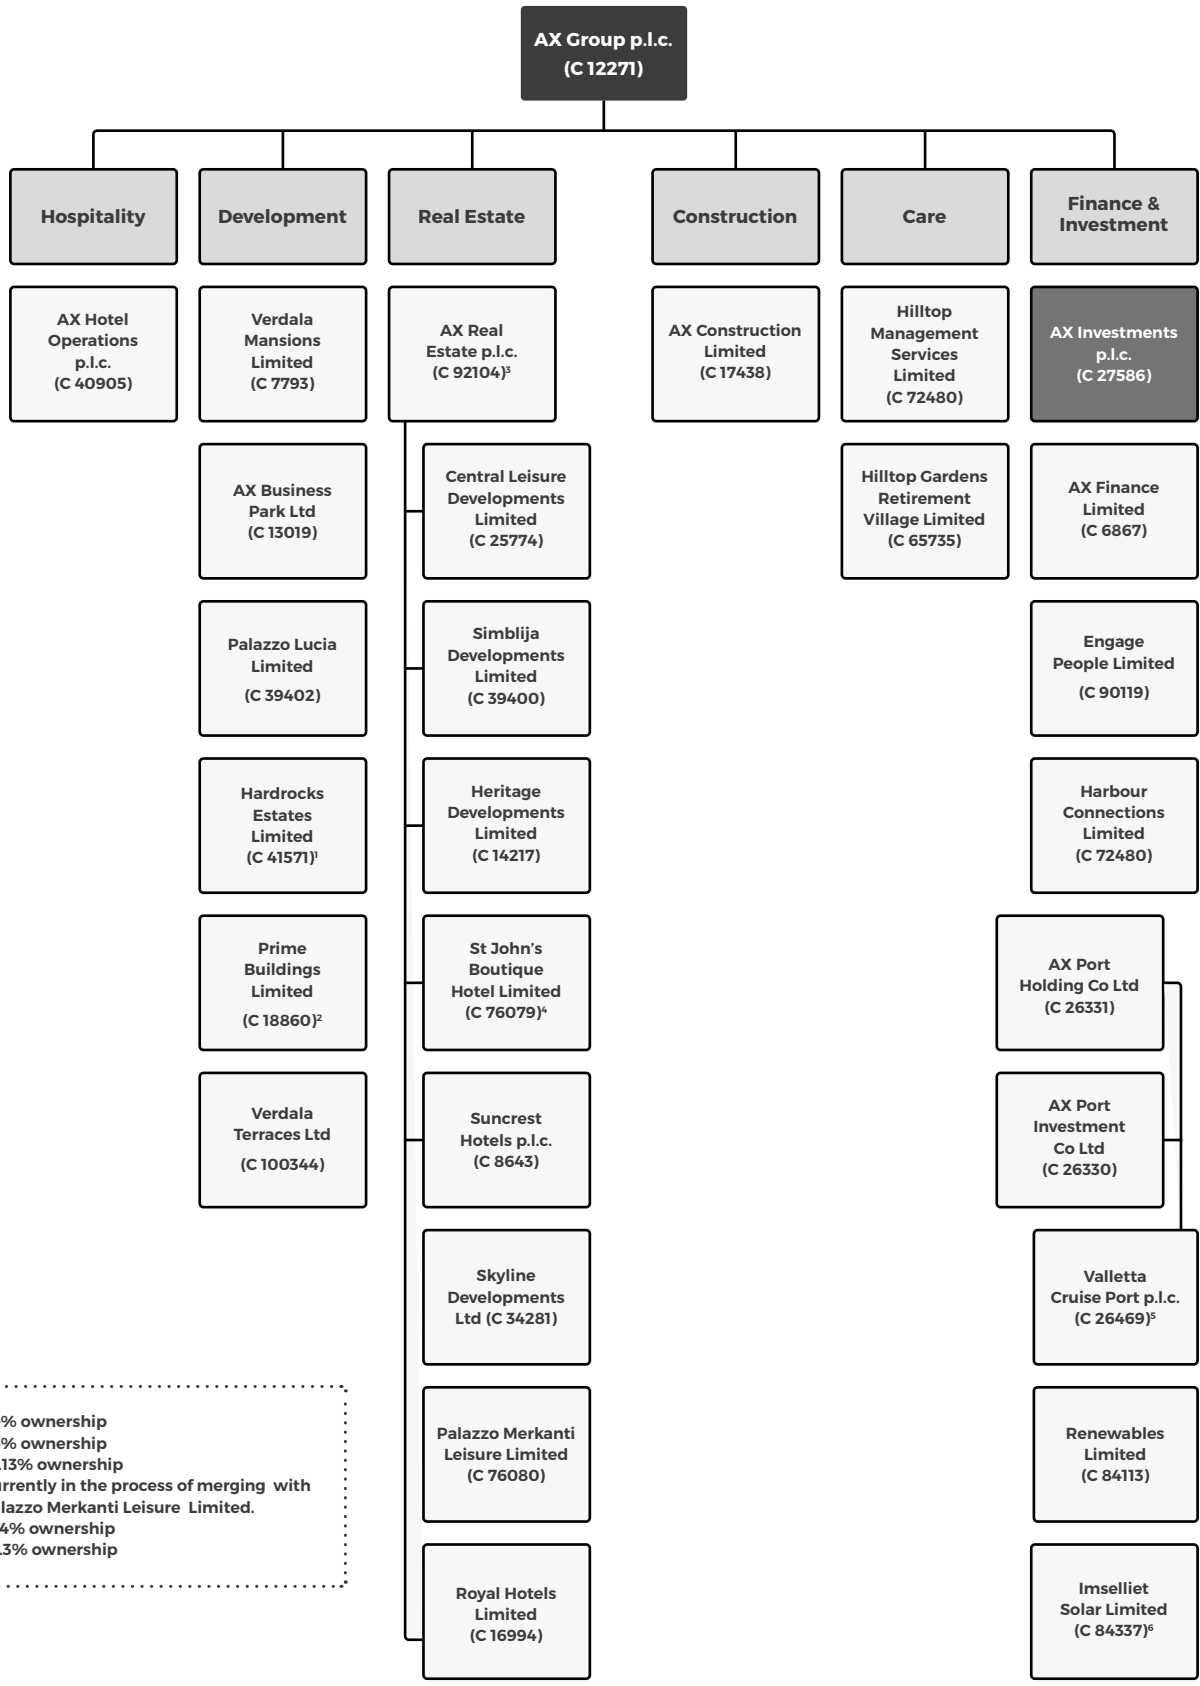 AX Group p.l.c.
(C 12271)
Hospitality
Development
Real Estate
Construction
Care
Finance &
Investment
AX Hotel
Operations
p.l.c.
(C 40905)
Verdala
Mansions
Limited
(C 7793)
AX Real
Estate p.l.c.
(C 92104)³
AX Construction
Limited
(C 17438)
Hilltop
Management
Services
Limited
(C 72480)
AX Investments
p.l.c.
(C 27586)
AX Business
Park Ltd
(C 13019)
Central Leisure
Developments
Limited
(C 25774)
Hilltop Gardens
Retirement
Village Limited
(C 65735)
AX Finance
Limited
(C 6867)
Palazzo Lucia
Limited
(C 39402)
Simblija
Developments
Limited
(C 39400)
Engage
People Limited
(C 90119)
Hardrocks
Estates
Limited
(C 41571)¹
Heritage
Developments
Limited
(C 14217)
Harbour
Connections
Limited
(C 72480)
Prime
Buildings
Limited
(C 18860)²
St John’s
Boutique
Hotel Limited
(C 76079)⁴
AX Port
Holding Co Ltd
(C 26331)
Verdala
Terraces Ltd
(C 100344)
Suncrest
Hotels p.l.c.
(C 8643)
AX Port
Investment
Co Ltd
(C 26330)
Skyline
Developments
Ltd (C 34281)
Valletta
Cruise Port p.l.c.
(C 26469)⁵
Palazzo Merkanti
Leisure Limited
(C 76080)
Renewables
Limited
(C 84113)
Royal Hotels
Limited
(C 16994)
Imselliet
Solar Limited
(C 84337)⁶
% ownership
% ownership
.13% ownership
in the process of merging with
Merkanti Leisure Limited.
4% ownership
.3% ownership